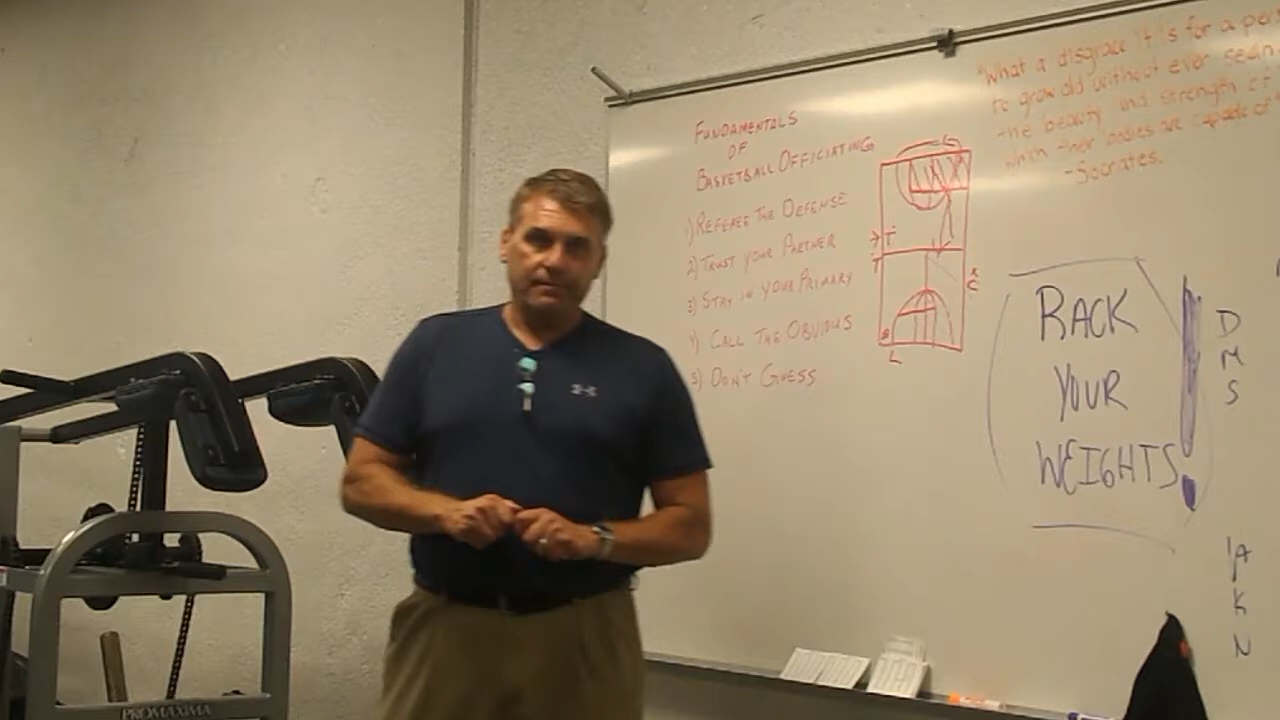 FUNDAMENTALS
OF
BASKETBALL OFFICIATING
1) REFEREE THE DEFENSE
2) TRUST YOUR PARTNER
3) STAY IN YOUR PRIMARY
4) CALL THE OBVIOUS
5) DON'T GUESS
T
T
C
L
"What a disgrace it is for a per
to grow old without ever seein
the beauty and strength of
which their bodies are capable of"
-Socrates.
RACK
YOUR
WEIGHTS!
D
M
S
A
K
N
PROMAXIMA